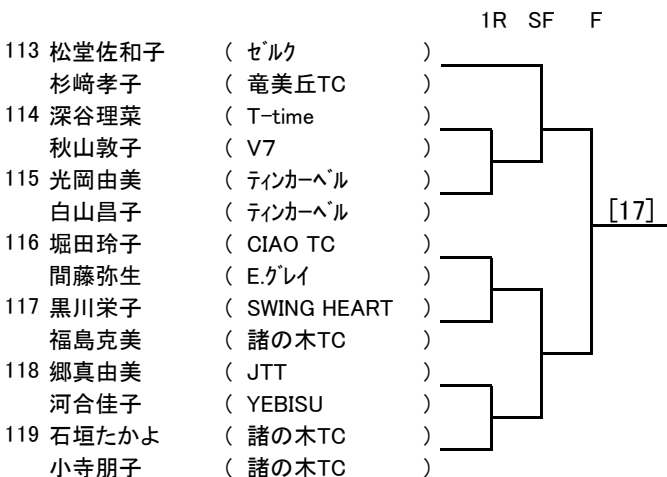 1R SF F
113 松堂佐和子 ( ｾﾞﾙｸ )
杉﨑孝子 ( 竜美丘TC )
114 深谷理菜 ( T-time )
秋山敦子 ( V7 )
115 光岡由美 ( ﾃｨﾝｶｰﾍﾞﾙ )
白山昌子 ( ﾃｨﾝｶｰﾍﾞﾙ )
[17]
116 堀田玲子 ( CIAO TC )
間藤弥生 ( E.ｸﾞﾚｲ )
117 黒川栄子 ( SWING HEART )
福島克美 ( 諸の木TC )
118 郷真由美 ( JTT )
河合佳子 ( YEBISU )
119 石垣たかよ ( 諸の木TC )
小寺朋子 ( 諸の木TC )